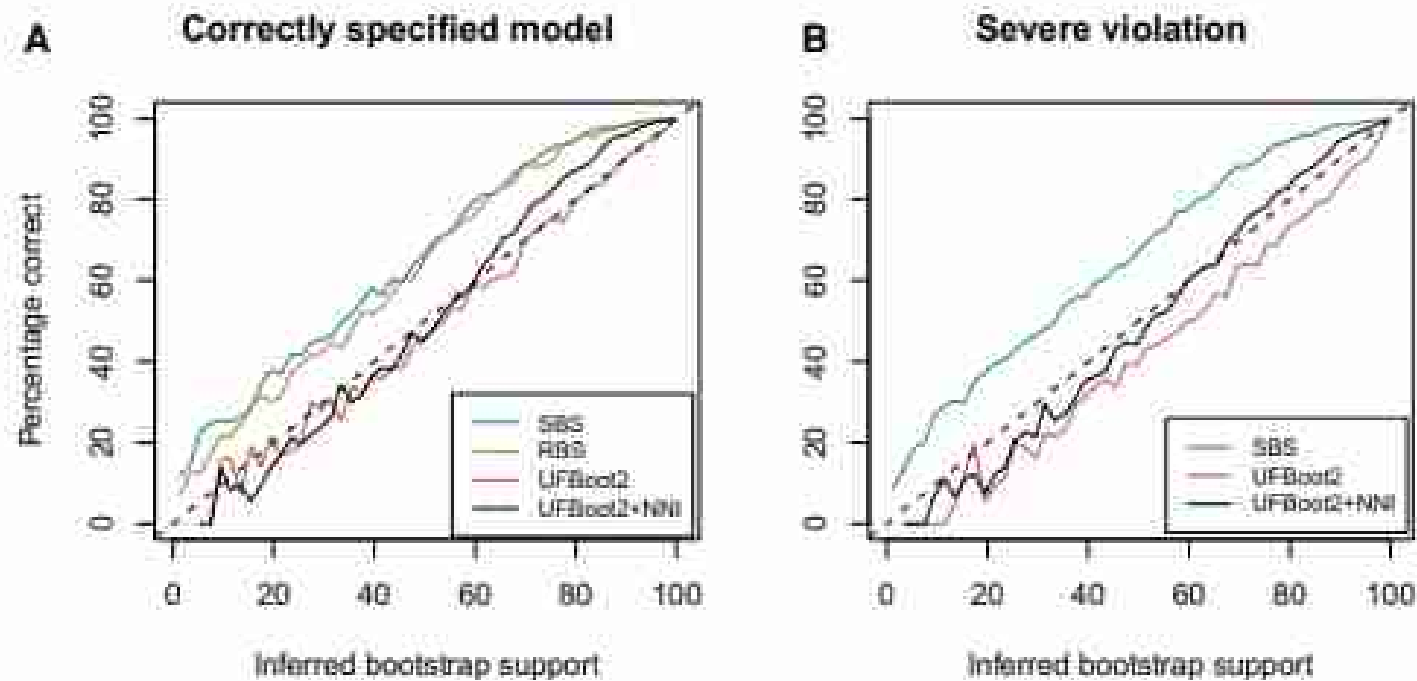 A Correctly specified model
B Severe violation
Percentage correct
100
80
60
40
20
0
0 20 40 60 80 100
Inferred bootstrap support
SBS
RBS
UFBoot2
UFBoot2+NNI
100
80
60
40
20
0
0 20 40 60 80 100
Inferred bootstrap support
SBS
UFBoot2
UFBoot2+NNI